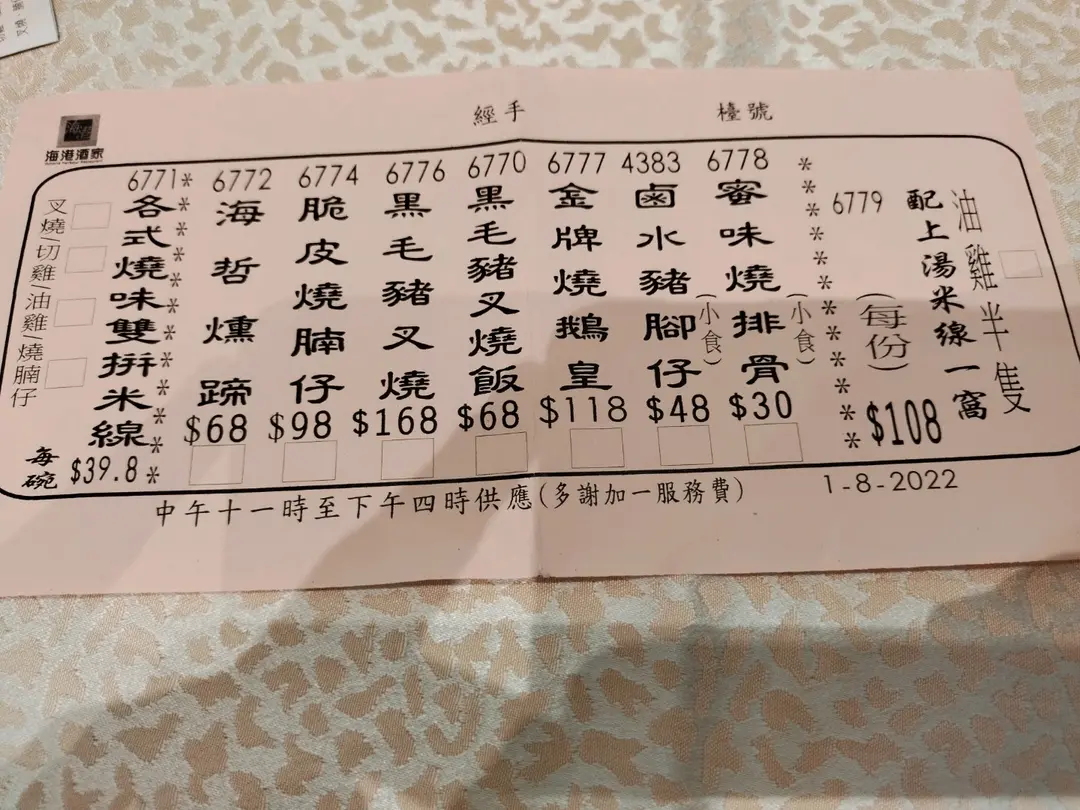 經手 檯號
海港酒家
油雞半隻
配上湯米線一窩
6779
(每份)
$108
6778
蜜味燒排骨
(小食)
$30
4383
鹵水豬腳仔
(小食)
$48
6777
金牌燒鵝皇
$118
6770
黑毛豬叉燒飯
$68
6776
黑毛豬叉燒
$168
6774
脆皮燒腩仔
$98
6772
海哲燻蹄
$68
6771
各式燒味雙拼米線
叉燒/切雞/油雞/燒腩仔
每碗 $39.8
中午十一時至下午四時供應(多謝加一服務費)
1-8-2022